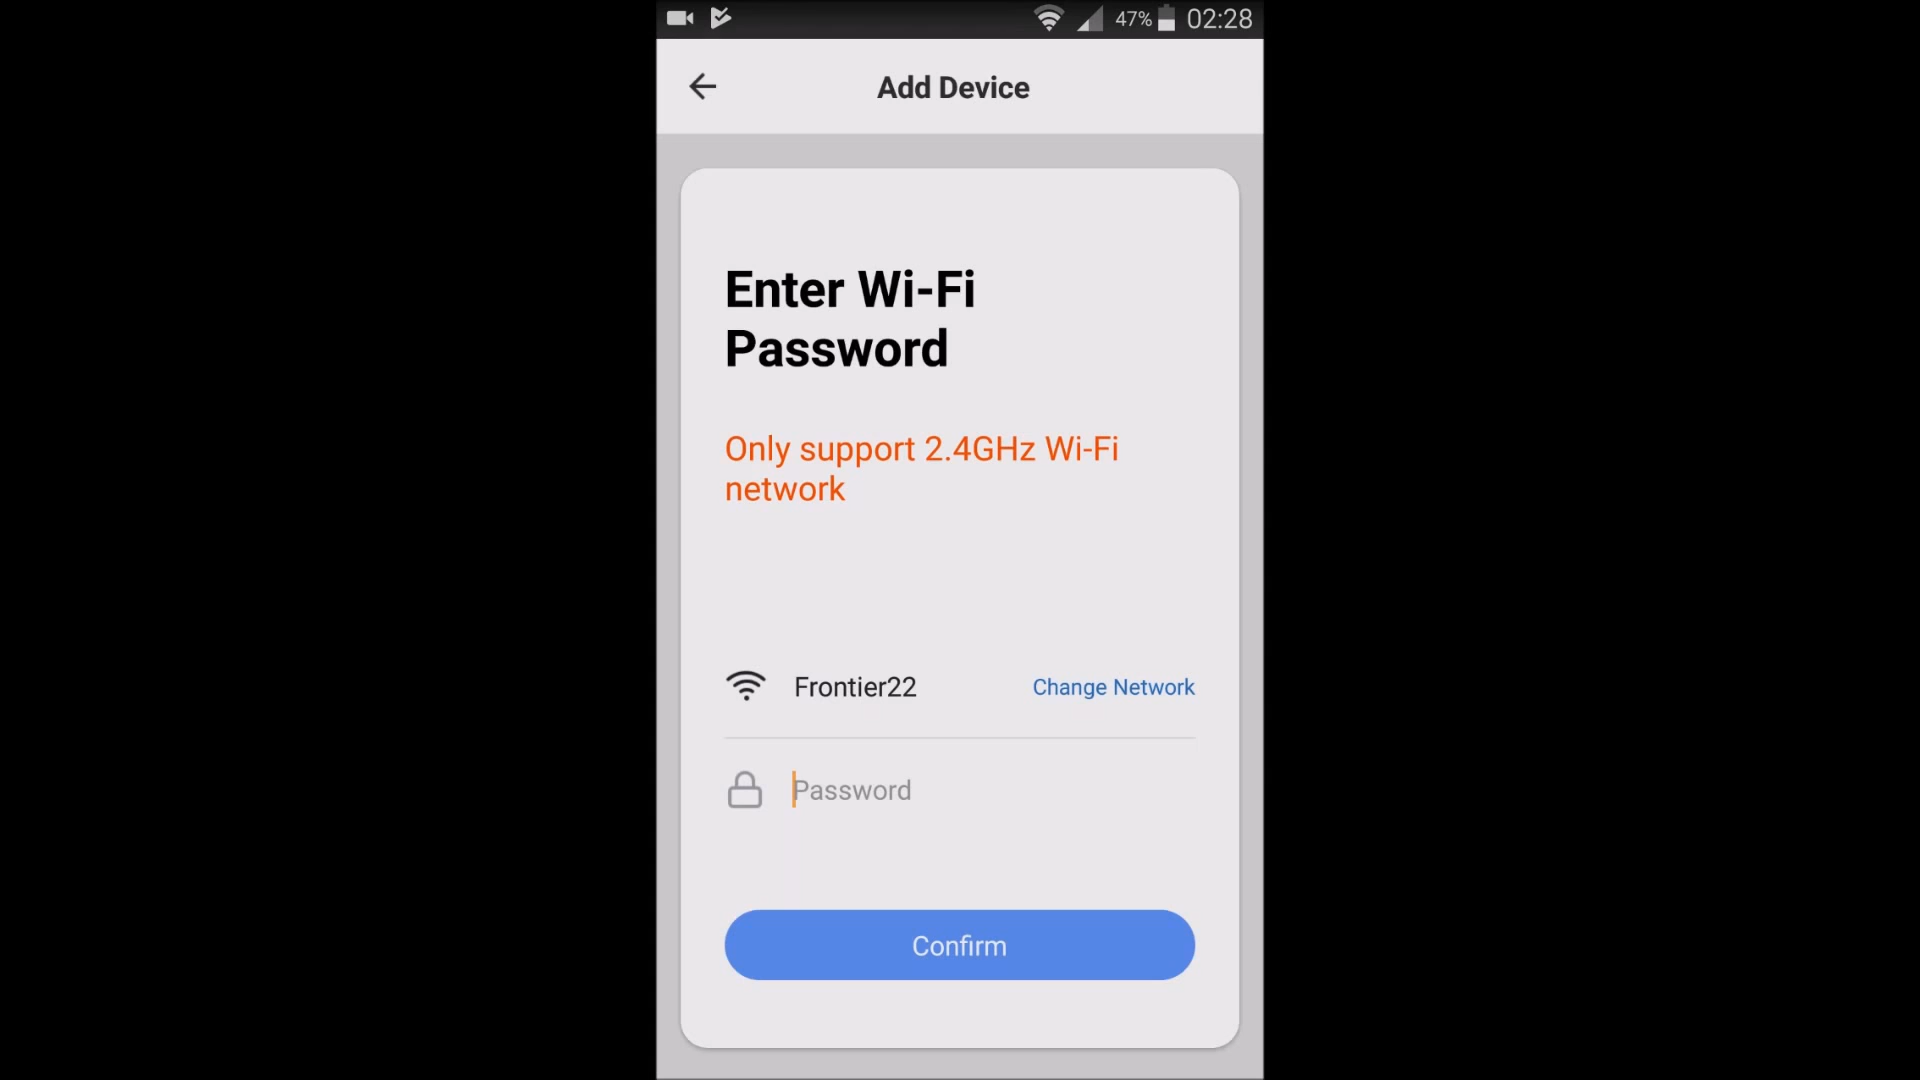 47% 02:28
Add Device
Enter Wi-Fi
Password
Only support 2.4GHz Wi-Fi
network
Frontier22 Change Network
Password
Confirm